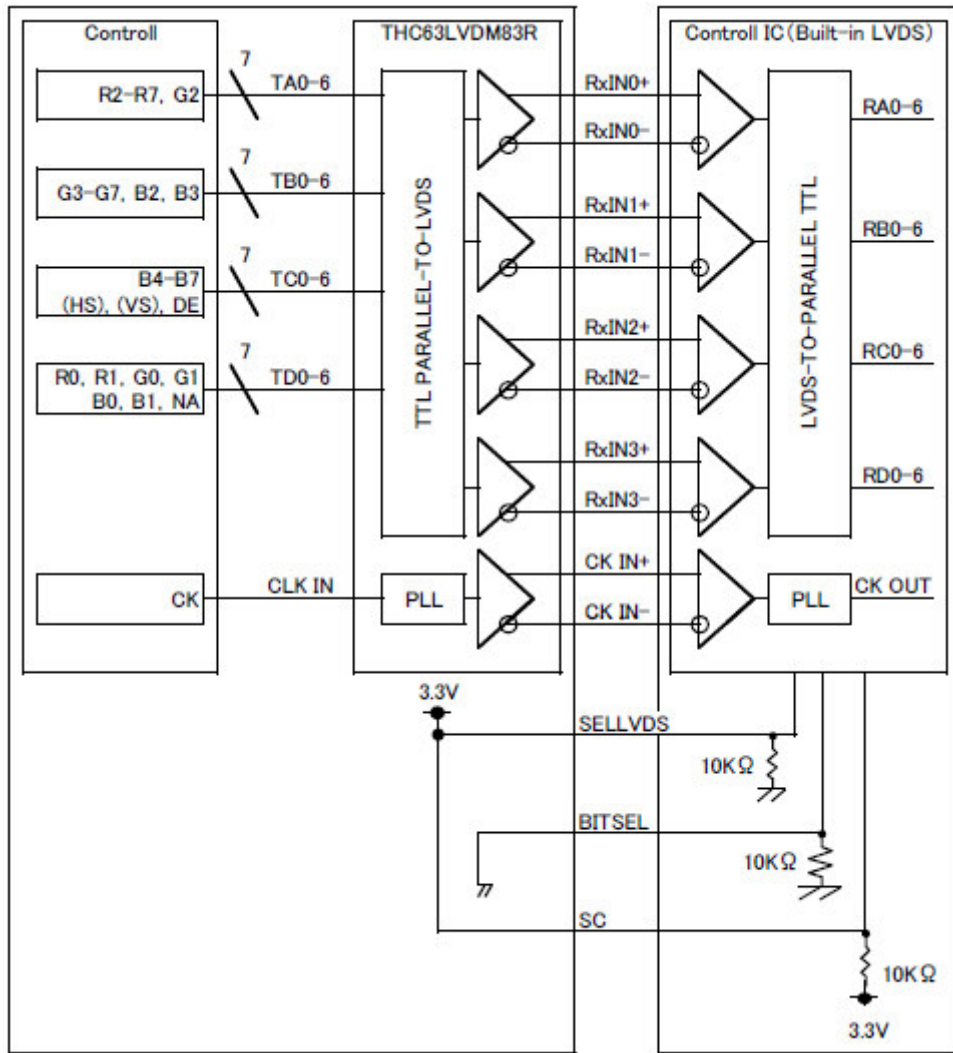 Controll
THC63LVDM83R
Controll IC(Built-in LVDS)
R2-R7, G2
7
TA0-6
RxIN0+
RxIN0-
RA0-6
G3-G7, B2, B3
7
TB0-6
RxIN1+
RxIN1-
RB0-6
B4-B7
(HS), (VS), DE
7
TC0-6
RxIN2+
RxIN2-
RC0-6
R0, R1, G0, G1
B0, B1, NA
7
TD0-6
RxIN3+
RxIN3-
RD0-6
TTL PARALLEL-TO-LVDS
LVDS-TO-PARALLEL TTL
CK
CLK IN
PLL
CK IN+
CK IN-
PLL
CK OUT
3.3V
SELLVDS
10KΩ
BITSEL
10KΩ
SC
10KΩ
3.3V